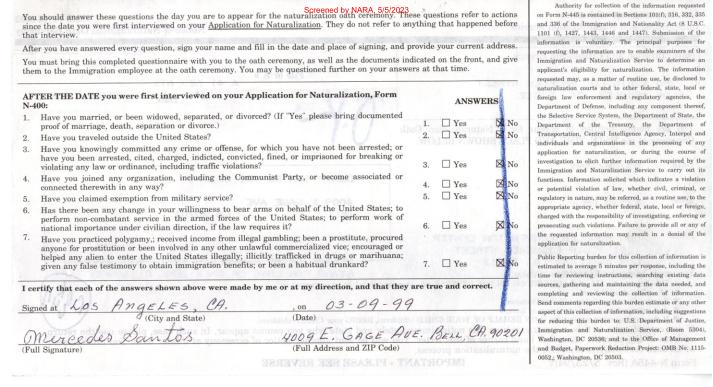 Screened by NARA, 5/5/2023
You should answer these questions the day you are to appear for the naturalization oath ceremony. These questions refer to actions
since the date you were first interviewed on your Application for Naturalization. They do not refer to anything that happened before
that interview.
After you have answered every question, sign your name and fill in the date and place of signing, and provide your current address.
You must bring this completed questionnaire with you to the oath ceremony, as well as the documents indicated on the front, and give
them to the Immigration employee at the oath ceremony. You may be questioned further on your answers at that time.
AFTER THE DATE you were first interviewed on your Application for Naturalization, Form
N-400:
ANSWERS
1. Have you married, or been widowed, separated, or divorced? (If "Yes" please bring documented
proof of marriage, death, separation or divorce.)
1. Yes No
2. Have you traveled outside the United States?
2. Yes No
3. Have you knowingly committed any crime or offense, for which you have not been arrested; or
have you been arrested, cited, charged, indicted, convicted, fined, or imprisoned for breaking or
violating any law or ordinance, including traffic violations?
3. Yes No
4. Have you joined any organization, including the Communist Party, or become associated or
connected therewith in any way?
4. Yes No
5. Have you claimed exemption from military service?
5. Yes No
6. Has there been any change in your willingness to bear arms on behalf of the United States; to
perform non-combatant service in the armed forces of the United States; to perform work of
national importance under civilian direction, if the law requires it?
6. Yes No
7. Have you practiced polygamy; received income from illegal gambling; been a prostitute, procured
anyone for prostitution or been involved in any other unlawful commercialized vice; encouraged or
helped any alien to enter the United States illegally; illicitly trafficked in drugs or marihuana;
given any false testimony to obtain immigration benefits; or been a habitual drunkard?
7. Yes No
I certify that each of the answers shown above were made by me or at my direction, and that they are true and correct.
Signed at LOS ANGELES, CA. , on 03-09-99
(City and State) (Date)
Mercedes Santos 4009 E. GAGE AVE. BELL, CA. 90201
(Full Signature) (Full Address and ZIP Code)
Authority for collection of the information requested
on Form N-445 is contained in Sections 101(f), 316, 332, 335
and 336 of the Immigration and Nationality Act (8 U.S.C.
1101 (f), 1427, 1443, 1446 and 1447). Submission of the
information is voluntary. The principal purposes for
requesting the information are to enable examiners of the
Immigration and Naturalization Service to determine an
applicant's eligibility for naturalization. The information
requested may, as a matter of routine use, be disclosed to
naturalization courts and to other federal, state, local or
foreign law enforcement and regulatory agencies, the
Department of Defense, including any component thereof,
the Selective Service System, the Department of State, the
Department of the Treasury, the Department of
Transportation, Central Intelligence Agency, Interpol and
individuals and organizations in the processing of any
application for naturalization, or during the course of
investigation to elicit further information required by the
Immigration and Naturalization Service to carry out its
functions. Information solicited which indicates a violation
or potential violation of law, whether civil, criminal, or
regulatory in nature, may be referred, as a routine use, to the
appropriate agency, whether federal, state, local or foreign,
charged with the responsibility of investigating, enforcing or
prosecuting such violations. Failure to provide all or any of
the requested information may result in a denial of the
application for naturalization.
Public Reporting burden for this collection of information is
estimated to average 5 minutes per response, including the
time for reviewing instructions, searching existing data
sources, gathering and maintaining the data needed, and
completing and reviewing the collection of information.
Send comments regarding this burden estimate or any other
aspect of this collection of information, including suggestions
for reducing this burden to: U.S. Department of Justice,
Immigration and Naturalization Service, (Room 5304),
Washington, DC 20536; and to the Office of Management
and Budget, Paperwork Reduction Project: OMB No. 1115-
0052; Washington, DC 20503.